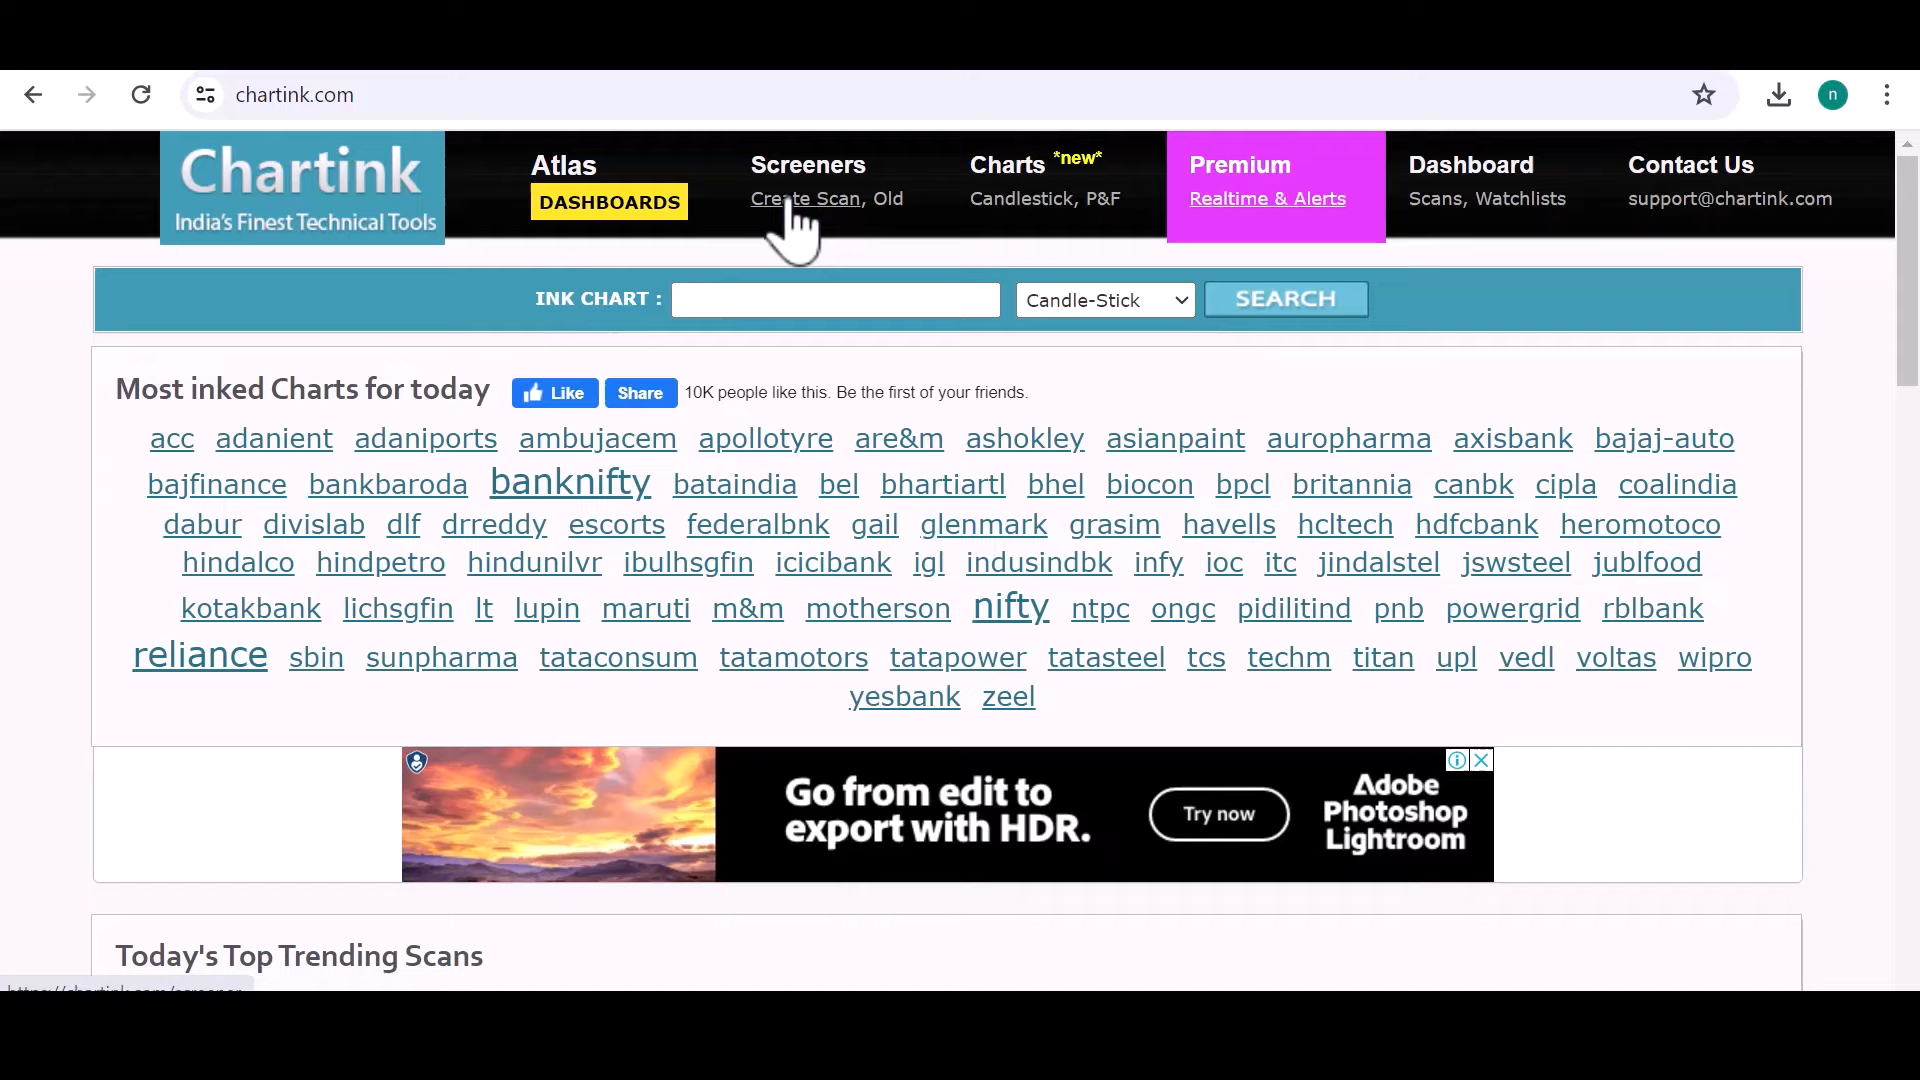 chartink.com
n
Chartink
India's Finest Technical Tools
Atlas
DASHBOARDS
Screeners
Create Scan, Old
Charts *new*
Candlestick, P&F
Premium
Realtime & Alerts
Dashboard
Scans, Watchlists
Contact Us
support@chartink.com
INK CHART :
Candle-Stick
SEARCH
Most inked Charts for today
Like
Share
10K people like this. Be the first of your friends.
acc adanient adaniports ambujacem apollotyre are&m ashokley asianpaint auropharma axisbank bajaj-auto
bajfinance bankbaroda banknifty bataindia bel bhartiartl bhel biocon bpcl britannia canbk cipla coalindia
dabur divislab dlf drreddy escorts federalbnk gail glenmark grasim havells hcltech hdfcbank heromotoco
hindalco hindpetro hindunilvr ibulhsgfin icicibank igl indusindbk infy ioc itc jindalstel jswsteel jublfood
kotakbank lichsgfin lt lupin maruti m&m motherson nifty ntpc ongc pidilitind pnb powergrid rblbank
reliance sbin sunpharma tataconsum tatamotors tatapower tatasteel tcs techm titan upl vedl voltas wipro
yesbank zeel
Go from edit to
export with HDR.
Try now
Adobe
Photoshop
Lightroom
Today's Top Trending Scans